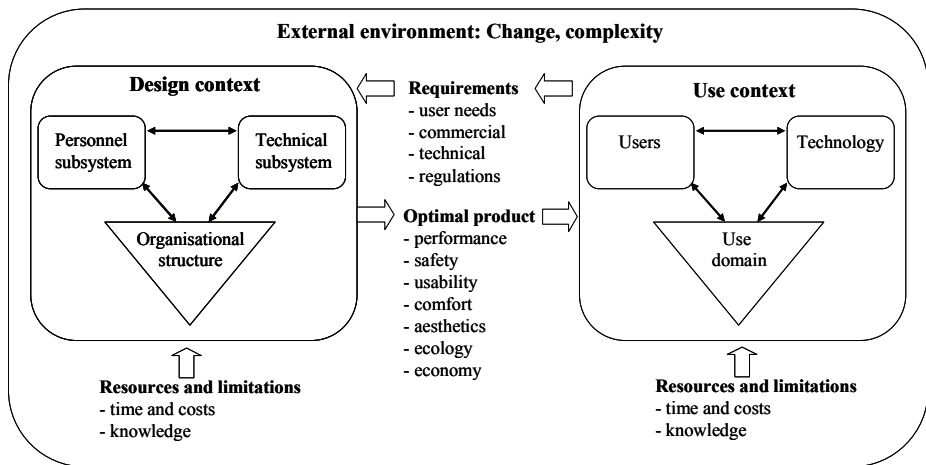 External environment: Change, complexity
Design context
Personnel
subsystem
Technical
subsystem
Organisational
structure
Resources and limitations
- time and costs
- knowledge
Requirements
- user needs
- commercial
- technical
- regulations
Optimal product
- performance
- safety
- usability
- comfort
- aesthetics
- ecology
- economy
Use context
Users
Technology
Use
domain
Resources and limitations
- time and costs
- knowledge